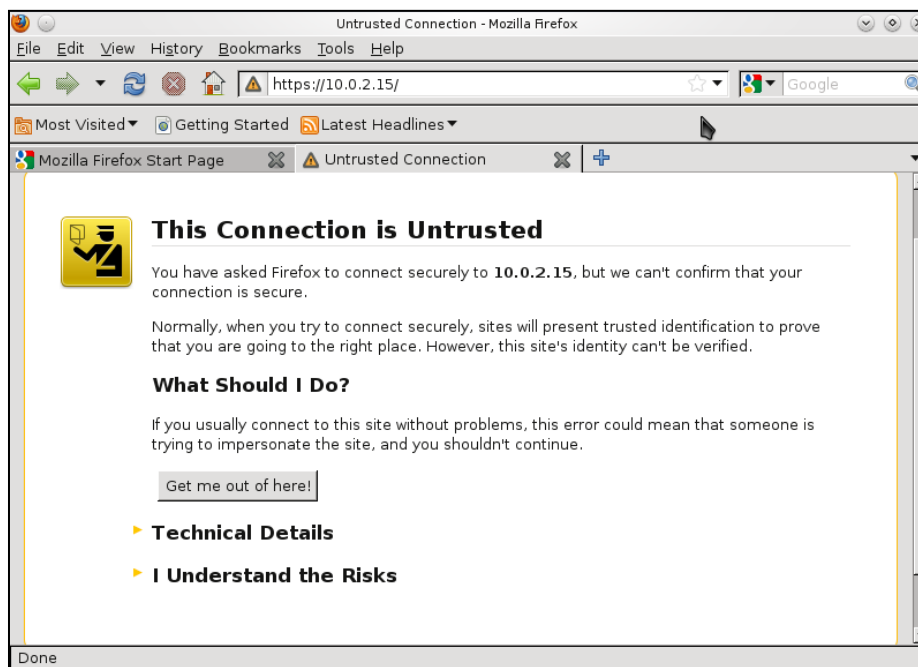 Untrusted Connection - Mozilla Firefox
File Edit View History Bookmarks Tools Help
https://10.0.2.15/ Google
Most Visited Getting Started Latest Headlines
Mozilla Firefox Start Page Untrusted Connection
This Connection is Untrusted
You have asked Firefox to connect securely to 10.0.2.15, but we can't confirm that your
connection is secure.
Normally, when you try to connect securely, sites will present trusted identification to prove
that you are going to the right place. However, this site's identity can't be verified.
What Should I Do?
If you usually connect to this site without problems, this error could mean that someone is
trying to impersonate the site, and you shouldn't continue.
Get me out of here!
Technical Details
I Understand the Risks
Done